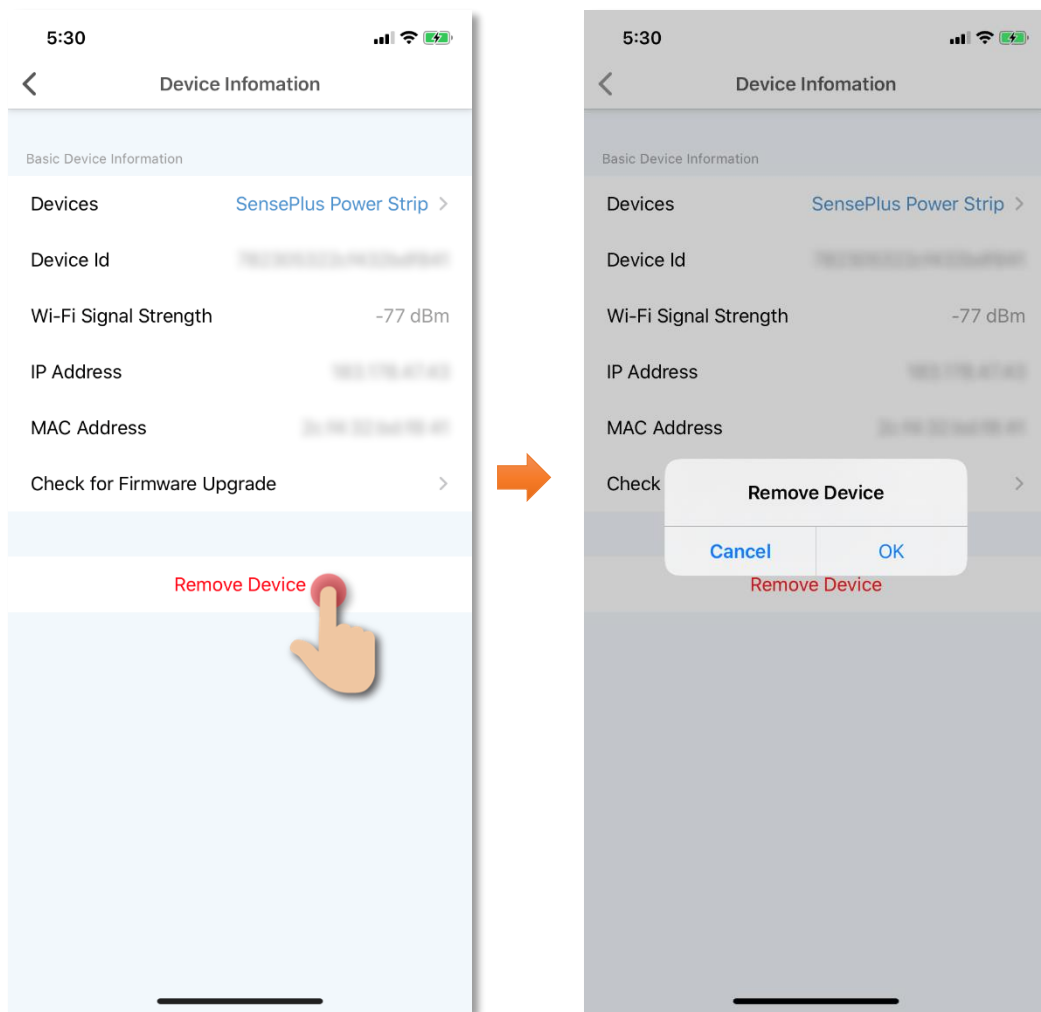 5:30
Device Infomation
Basic Device Information
Devices SensePlus Power Strip
Device Id
Wi-Fi Signal Strength -77 dBm
IP Address
MAC Address
Check for Firmware Upgrade
Remove Device
5:30
Device Infomation
Basic Device Information
Devices SensePlus Power Strip
Device Id
Wi-Fi Signal Strength -77 dBm
IP Address
MAC Address
Check
Remove Device
Cancel OK
Remove Device